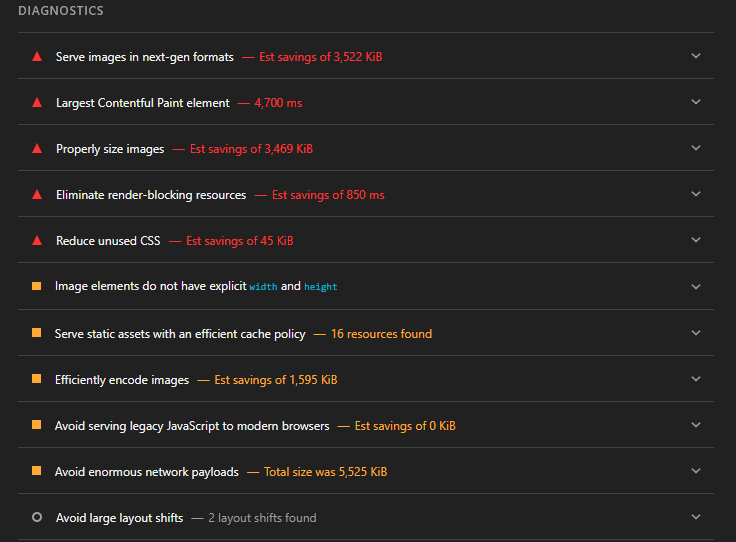 DIAGNOSTICS
Serve images in next-gen formats — Est savings of 3,522 KiB
Largest Contentful Paint element — 4,700 ms
Properly size images — Est savings of 3,469 KiB
Eliminate render-blocking resources — Est savings of 850 ms
Reduce unused CSS — Est savings of 45 KiB
Image elements do not have explicit width and height
Serve static assets with an efficient cache policy — 16 resources found
Efficiently encode images — Est savings of 1,595 KiB
Avoid serving legacy JavaScript to modern browsers — Est savings of 0 KiB
Avoid enormous network payloads — Total size was 5,525 KiB
Avoid large layout shifts — 2 layout shifts found